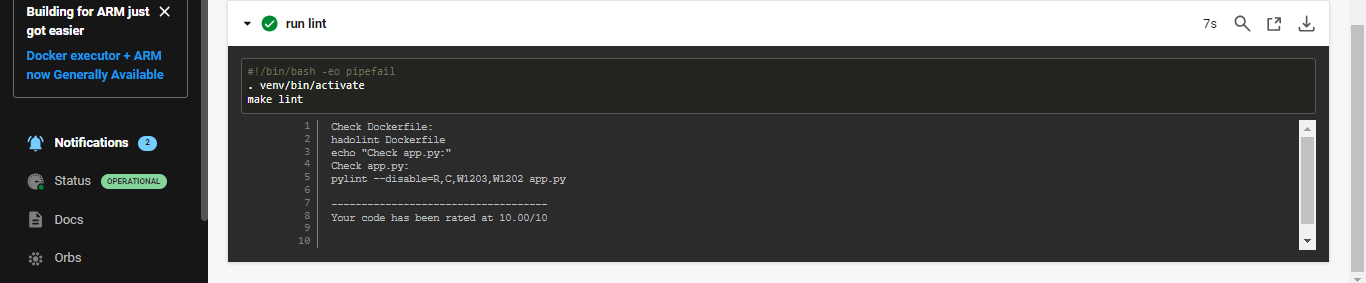 Building for ARM just
got easier
Docker executor + ARM
now Generally Available
Notifications 2
Status OPERATIONAL
Docs
Orbs
run lint 7s
#!/bin/bash -eo pipefail
. venv/bin/activate
make lint
1 Check Dockerfile:
2 hadolint Dockerfile
3 echo "Check app.py:"
4 Check app.py:
5 pylint --disable=R,C,W1203,W1202 app.py
6
7 ------------------------------------
8 Your code has been rated at 10.00/10
9
10